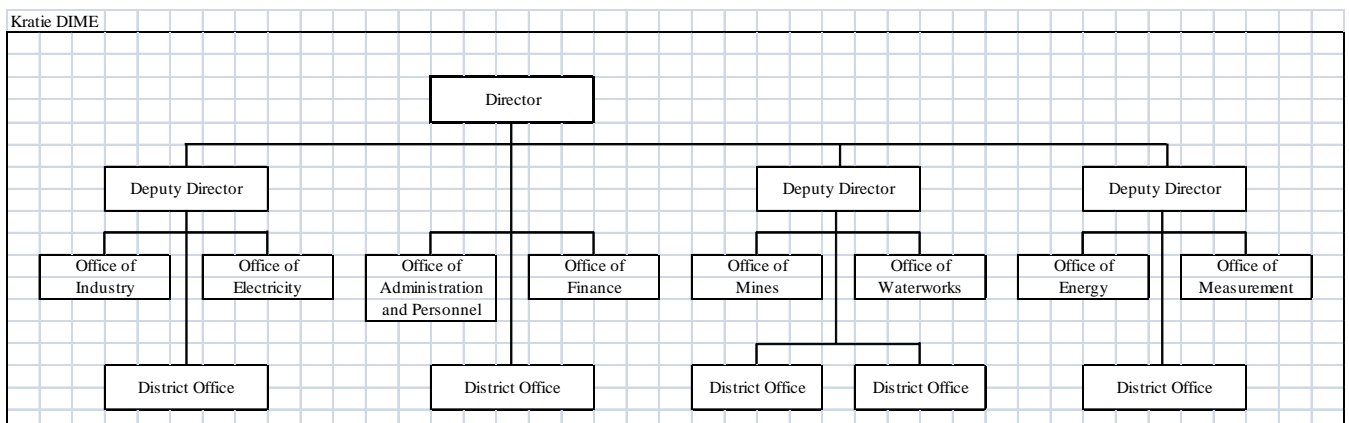 Kratie DIME
Director
Deputy Director
Deputy Director
Deputy Director
Office of
Industry
Office of
Electricity
Office of
Administration
and Personnel
Office of
Finance
Office of
Mines
Office of
Waterworks
Office of
Energy
Office of
Measurement
District Office
District Office
District Office
District Office
District Office